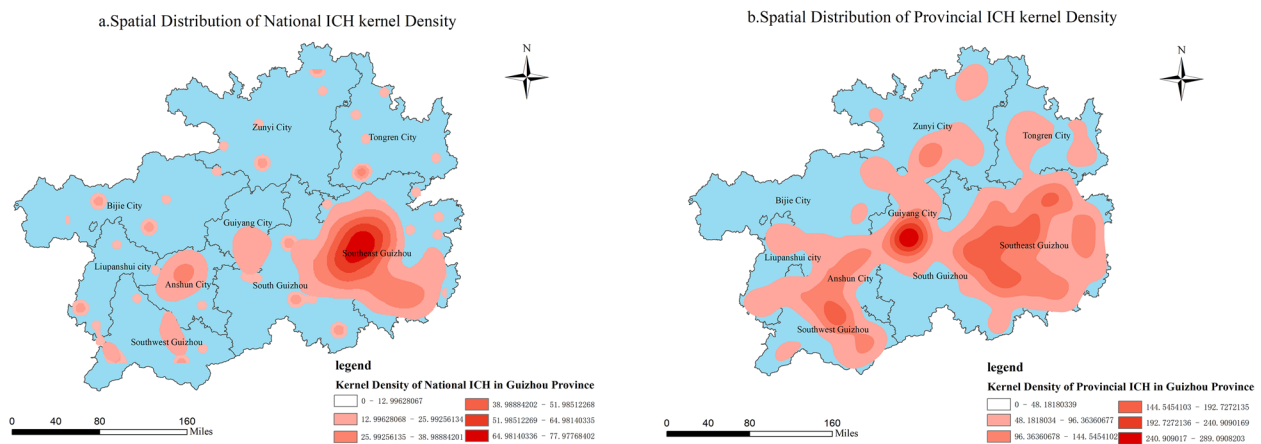 a.Spatial Distribution of National ICH kernel Density
N
Zunyi City
Tongren City
Bijie City
Guiyang City
Southeast Guizhou
Liupanshui city
Anshun City
South Guizhou
Southwest Guizhou
legend
Kernel Density of National ICH in Guizhou Province
0 - 12.99628067
12.99628068 - 25.99256134
25.99256135 - 38.98884201
38.98884202 - 51.98512268
51.98512269 - 64.98140335
64.98140336 - 77.97768402
0 40 80 160
Miles
b.Spatial Distribution of Provincial ICH kernel Density
N
Zunyi City
Tongren City
Bijie City
Guiyang City
Southeast Guizhou
Liupanshui city
Anshun City
South Guizhou
Southwest Guizhou
legend
Kernel Density of Provincial ICH in Guizhou Province
0 - 48.18180339
48.1818034 - 96.36360677
96.36360678 - 144.5454102
144.5454103 - 192.7272135
192.7272136 - 240.9090169
240.909017 - 289.0908203
0 40 80 160
Miles